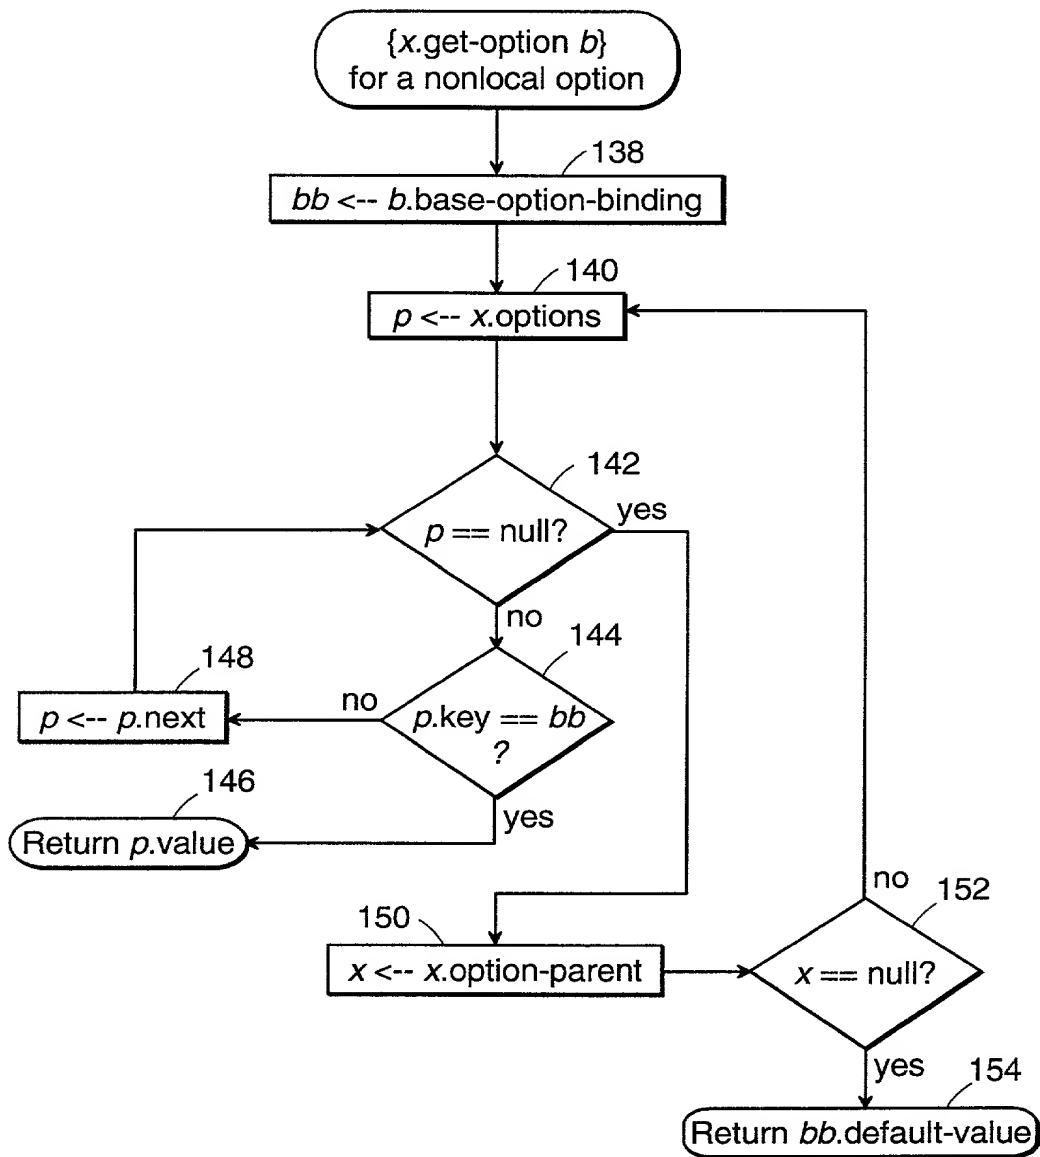 {x.get-option b}
for a nonlocal option
138
bb <-- b.base-option-binding
140
p <-- x.options
142
yes
p == null?
no
144
148
no
p.key == bb
?
p <-- p.next
146
yes
Return p.value
no
152
150
x <-- x.option-parent
x == null?
yes
154
Return bb.default-value